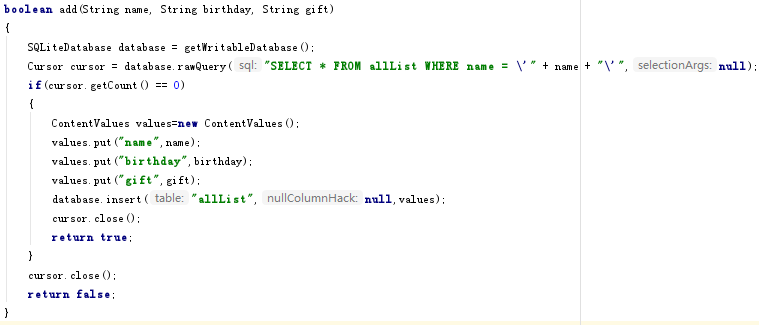 boolean add(String name, String birthday, String gift)
{
    SQLiteDatabase database = getWritableDatabase();
    Cursor cursor = database.rawQuery( sql: "SELECT * FROM allList WHERE name = \'" + name + "\'", selectionArgs: null);
    if(cursor.getCount() == 0)
    {
        ContentValues values=new ContentValues();
        values.put("name",name);
        values.put("birthday",birthday);
        values.put("gift",gift);
        database.insert( table: "allList", nullColumnHack: null,values);
        cursor.close();
        return true;
    }
    cursor.close();
    return false;
}